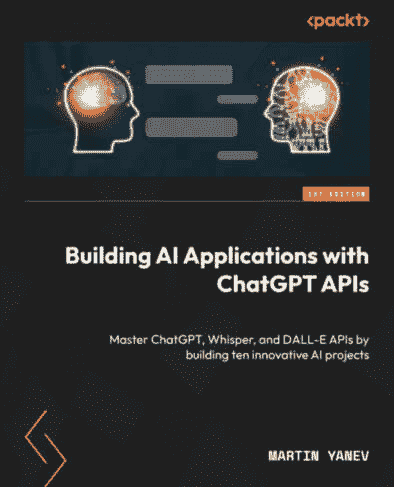 <packt>
1ST EDITION
Building AI Applications with
ChatGPT APIs
Master ChatGPT, Whisper, and DALL-E APIs by
building ten innovative AI projects
MARTIN YANEV